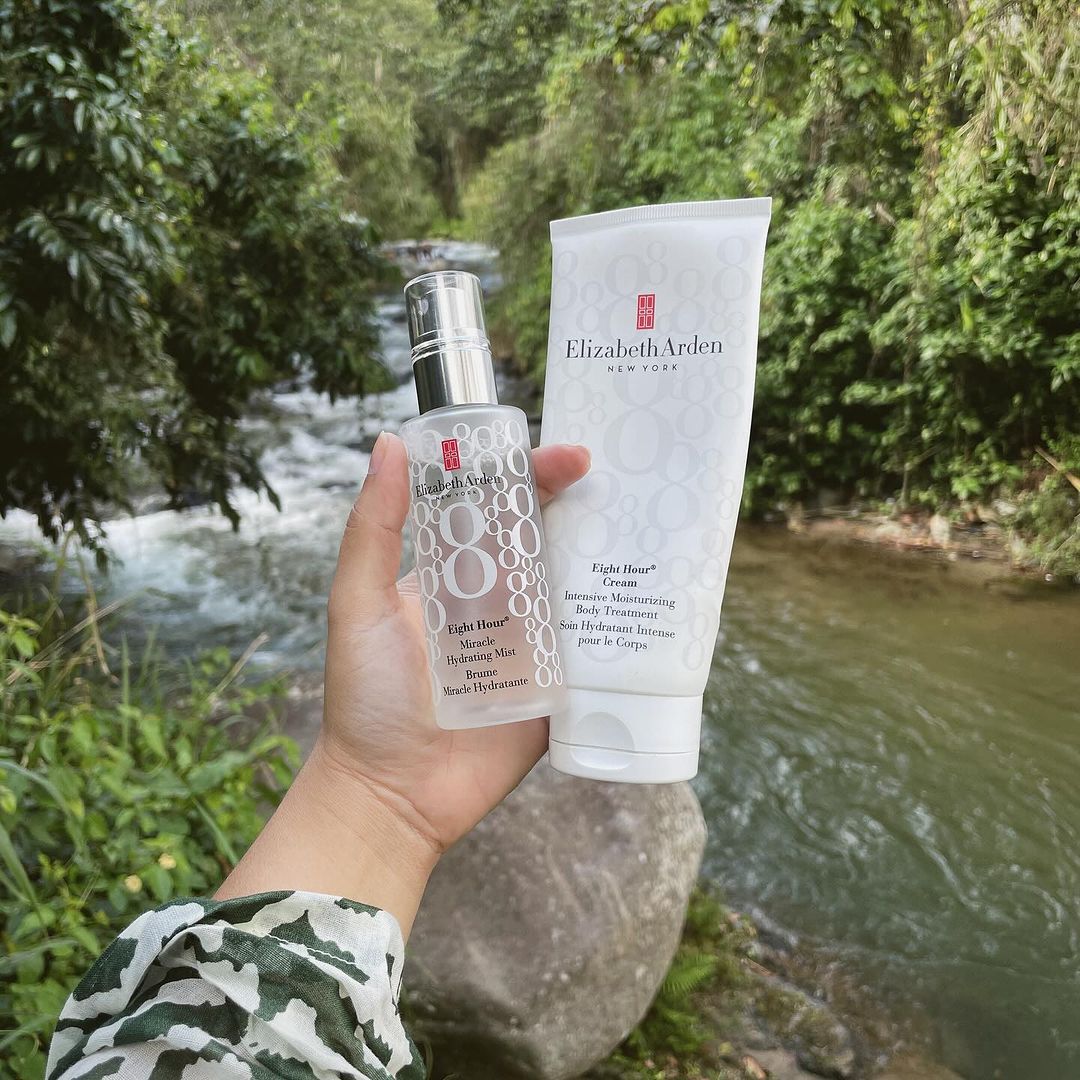 Elizabeth Arden
NEW YORK
8
Eight Hour®
Miracle
Hydrating Mist
Brume
Miracle Hydratante
Elizabeth Arden
NEW YORK
Eight Hour®
Cream
Intensive Moisturizing
Body Treatment
Soin Hydratant Intense
pour le Corps